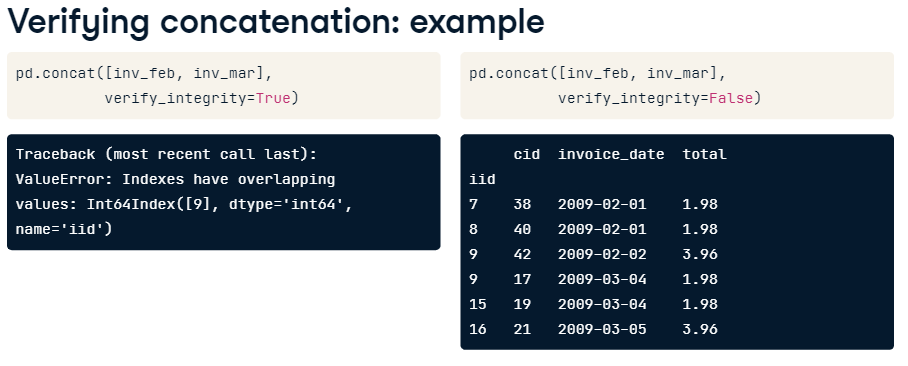 Verifying concatenation: example
pd.concat([inv_feb, inv_mar],
verify_integrity=True)
Traceback (most recent call last):
ValueError: Indexes have overlapping
values: Int64Index([9], dtype='int64',
name='iid')
pd.concat([inv_feb, inv_mar],
verify_integrity=False)
cid invoice_date total
iid
7 38 2009-02-01 1.98
8 40 2009-02-01 1.98
9 42 2009-02-02 3.96
9 17 2009-03-04 1.98
15 19 2009-03-04 1.98
16 21 2009-03-05 3.96